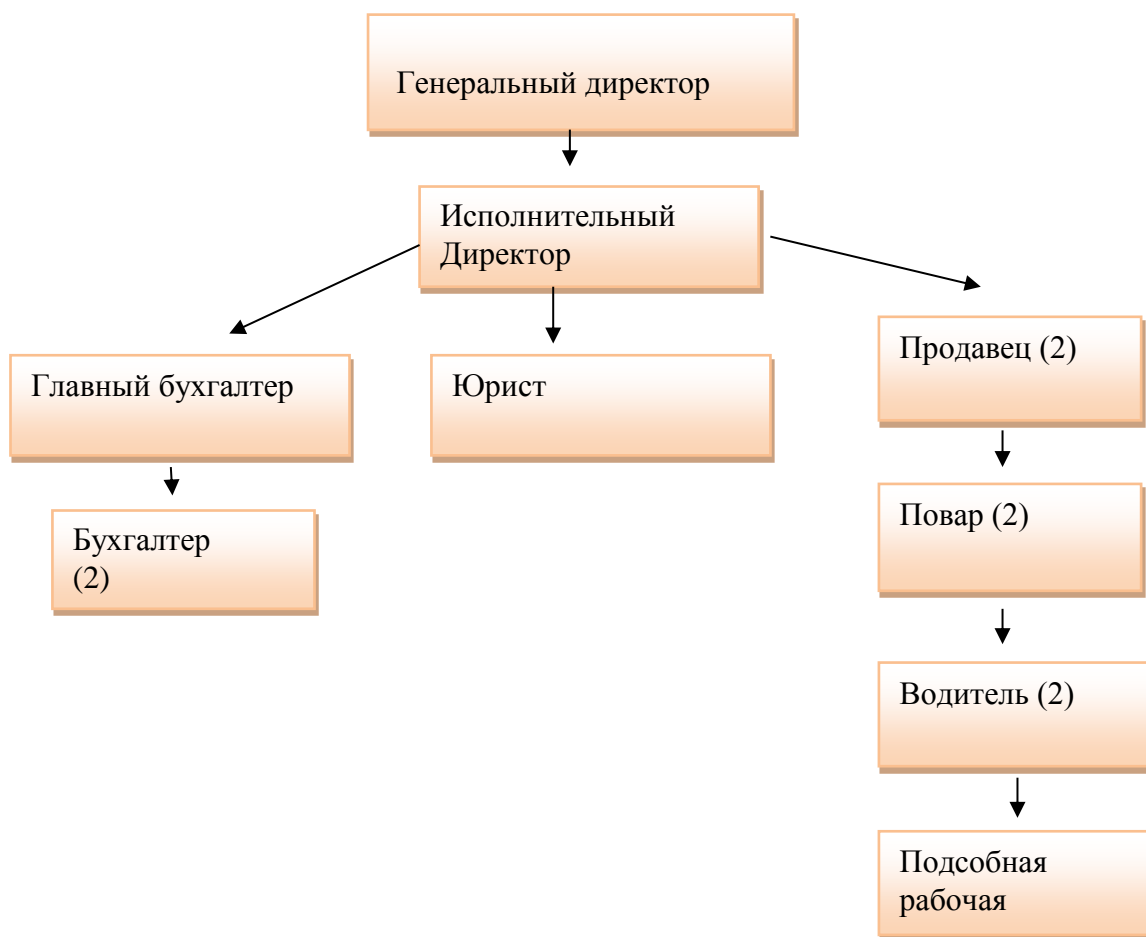 Генеральный директор
Исполнительный
Директор
Главный бухгалтер
Юрист
Продавец (2)
Бухгалтер
(2)
Повар (2)
Водитель (2)
Подсобная
рабочая